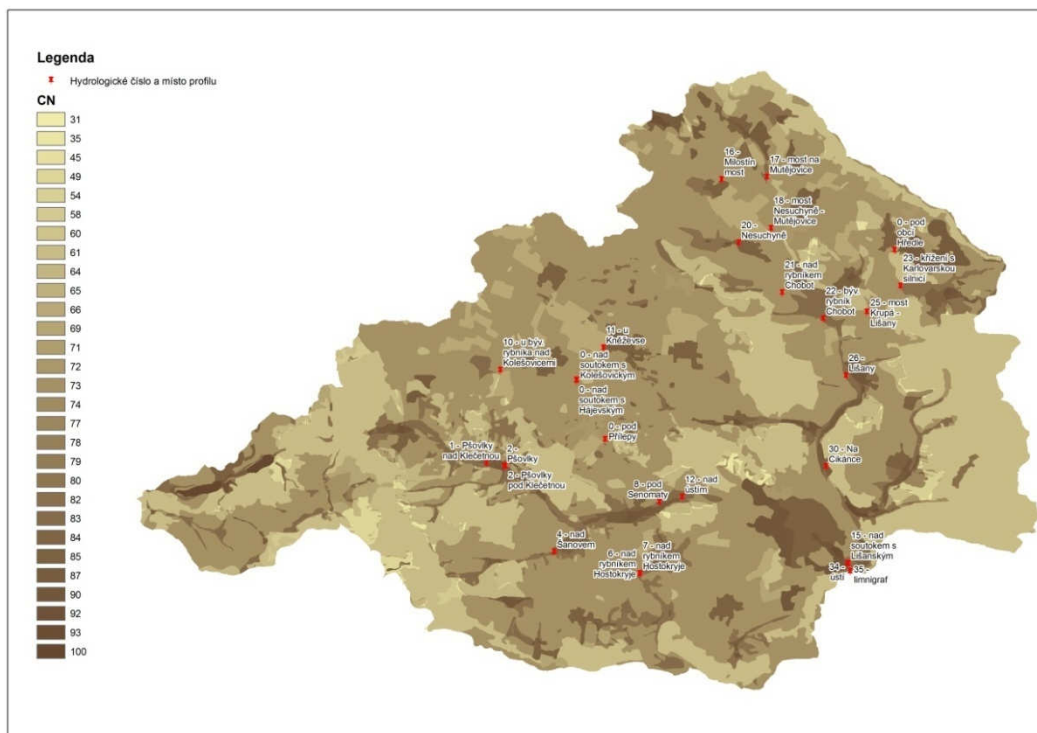 Legenda
Hydrologické číslo a místo profilu
CN
31
35
45
49
54
58
60
61
64
65
66
69
71
72
73
74
77
78
79
80
82
83
84
85
87
90
92
93
100
16 -
Milostín
most
17 - most na
Mutějovice
18 - most
Nesuchyně -
Mutějovice
20 -
Nesuchyně
0 - pod
obcí
Hředle
23 - křížení s
Karlovarskou
silnicí
21 - nad
rybníkem
Chobot
22 - býv.
rybník
Chobot
25 - most
Krupá -
Lišany
11 - u
Kněževse
10 - u býv.
rybníka nad
Kolešovicemi
0 - nad
soutokem s
Kolešovickým
0 - nad
soutokem s
Hájevským
26 -
Lišany
0 - pod
Přílepy
1 - Pšovlky
nad Klečetnou
2 -
Pšovlky
2 - Pšovlky
pod Klečetnou
30 - Na
Cikánce
8 - pod
Senomaty
12 - nad
ústím
4 - nad
Šanovem
6 - nad
rybníkem
Hostokryje
7 - nad
rybníkem
Hostokryje
15 - nad
soutokem s
Lišanským
34 -
ústí
35 -
limnigraf